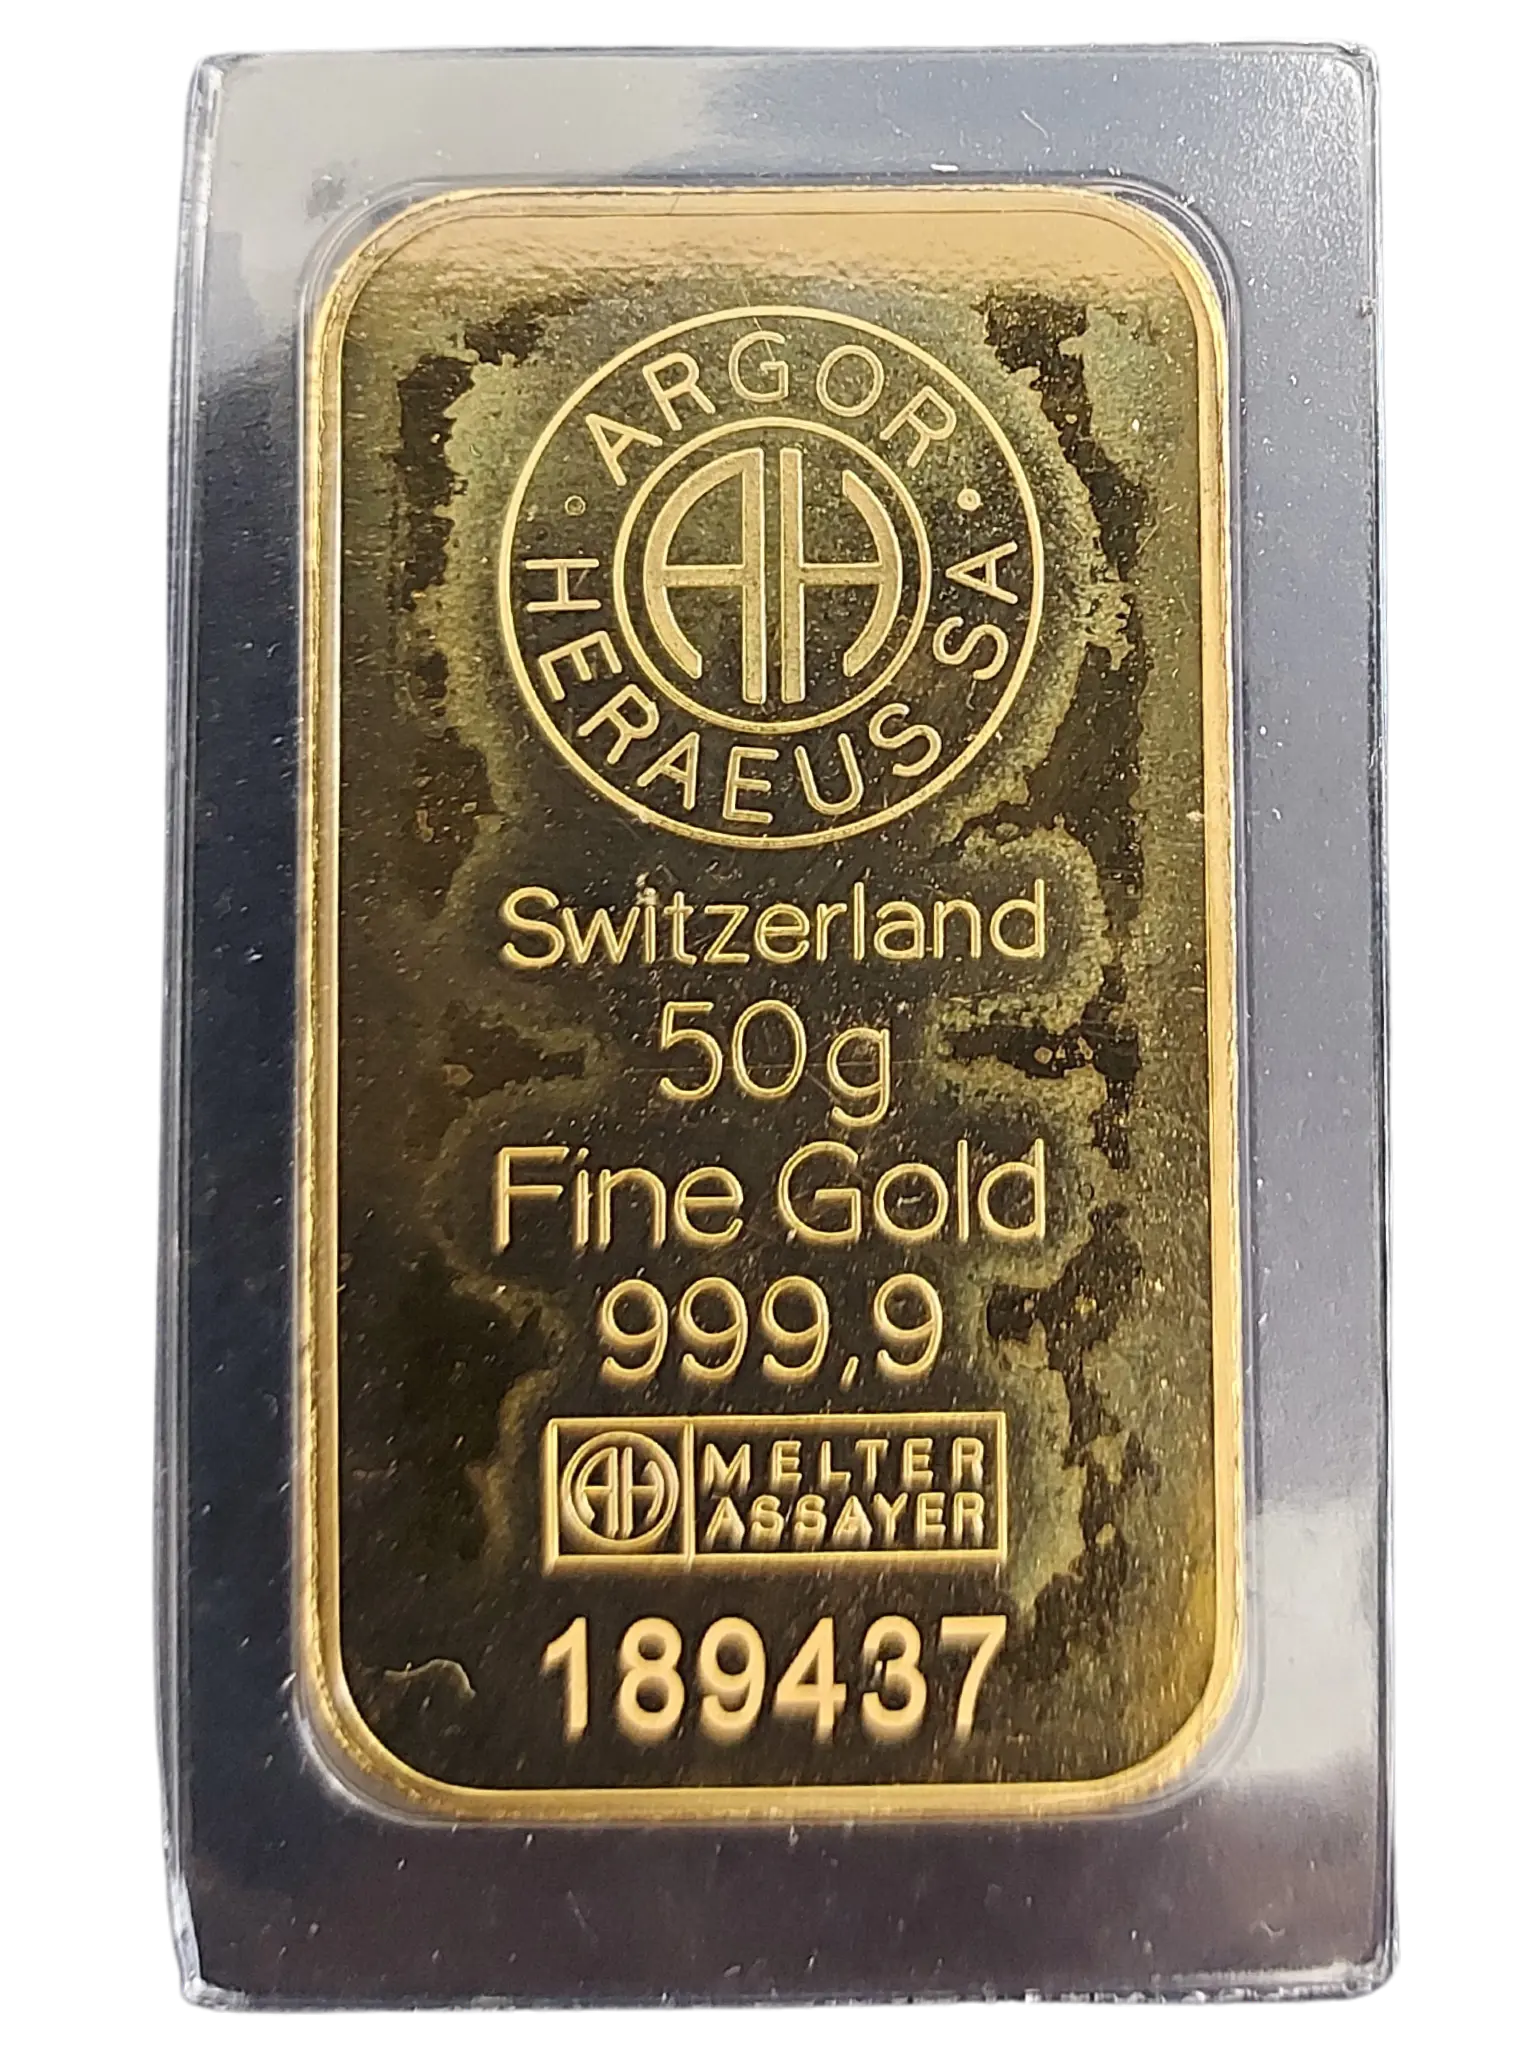 ARGOR
HERAEUS SA
AH
Switzerland
50g
Fine Gold
999,9
AH MELTER
ASSAYER
189437